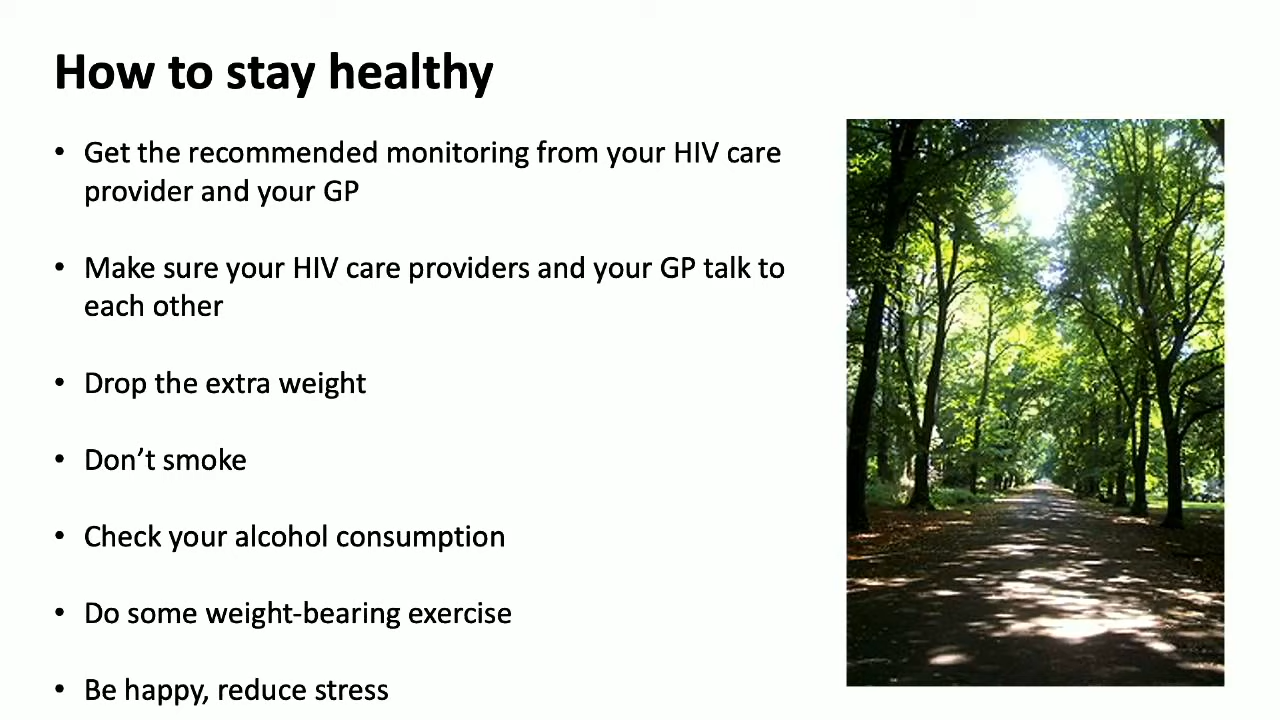 How to stay healthy
• Get the recommended monitoring from your HIV care
provider and your GP
• Make sure your HIV care providers and your GP talk to
each other
• Drop the extra weight
• Don’t smoke
• Check your alcohol consumption
• Do some weight-bearing exercise
• Be happy, reduce stress